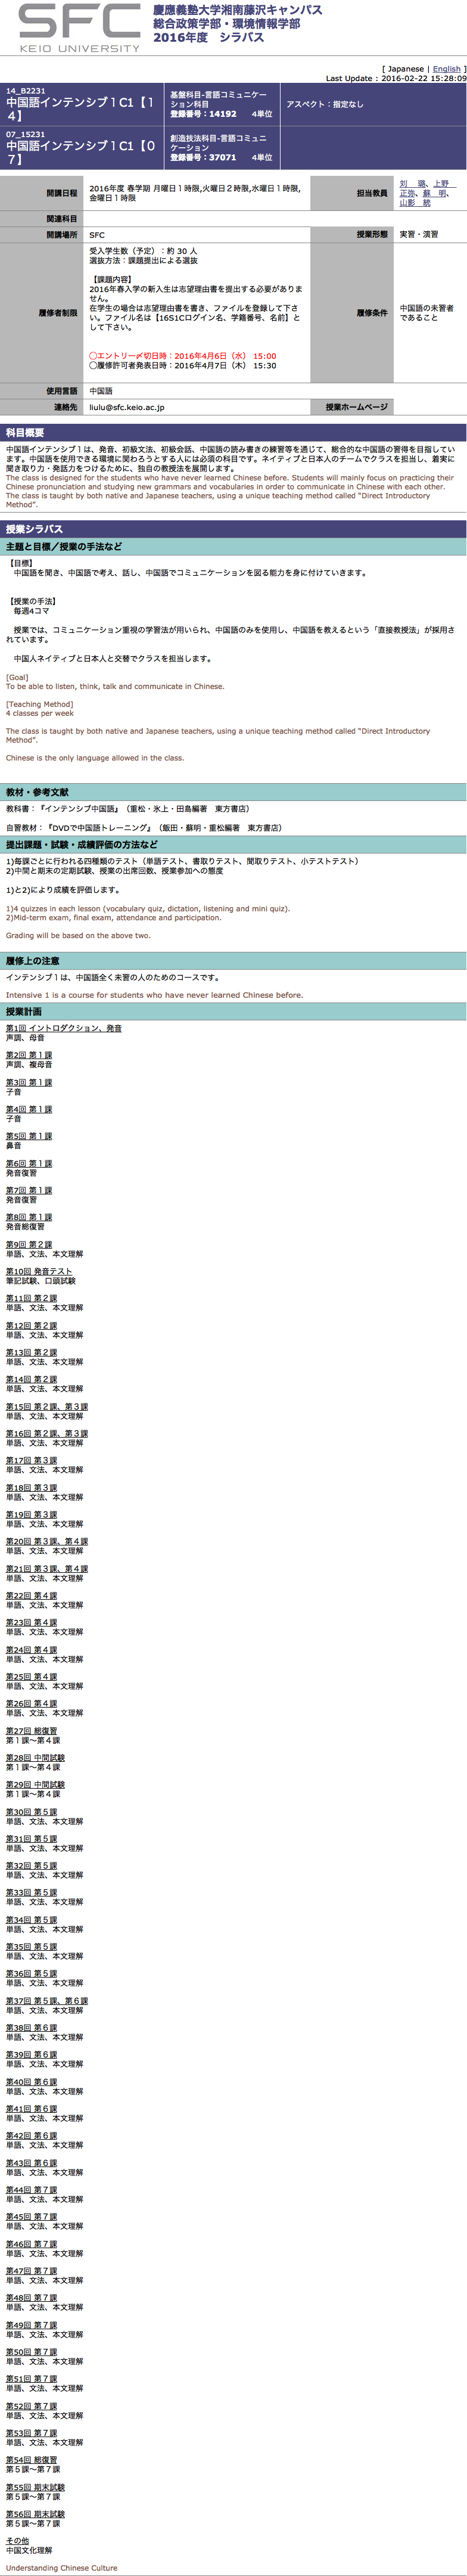 SFC
KEIO UNIVERSITY
慶應義塾大学湘南藤沢キャンパス
総合政策学部・環境情報学部
2016年度　シラバス
[ Japanese | English ]
Last Update : 2016-02-22 15:28:09
14_B2231
中国語インテンシブ１C1【１
４】
基盤科目-言語コミュニケー
ション科目
登録番号：14192　　4単位
アスペクト：指定なし
07_15231
中国語インテンシブ１C1【０
７】
創造技法科目-言語コミュニ
ケーション
登録番号：37071　　4単位
開講日程
2016年度 春学期 月曜日１時限,火曜日２時限,水曜日１時限,
金曜日１時限
担当教員
刘　 璐、上野　
正弥、蘇　明、
山影　統
関連科目
開講場所
SFC
授業形態
実習・演習
履修者制限
受入学生数（予定）：約 30 人
選抜方法：課題提出による選抜
【課題内容】
2016年春入学の新入生は志望理由書を提出する必要がありま
せん。
在学生の場合は志望理由書を書き、ファイルを登録して下さ
い。ファイル名は【16S1Cログイン名、学籍番号、名前】と
して下さい。
◯エントリー〆切日時：2016年4月6日（水） 15:00
◯履修許可者発表日時：2016年4月7日（木） 15:30
履修条件
中国語の未習者
であること
使用言語
中国語
連絡先
liulu@sfc.keio.ac.jp
授業ホームページ
科目概要
中国語インテンシブ１は、発音、初級文法、初級会話、中国語の読み書きの練習等を通じて、総合的な中国語の習得を目指してい
ます。中国語を使用できる環境に関わろうとする人には必須の科目です。ネイティブと日本人のチームでクラスを担当し、着実に
聞き取り力・発話力をつけるために、独自の教授法を展開します。
The class is designed for the students who have never learned Chinese before. Students will mainly focus on practicing their
Chinese pronunciation and studying new grammars and vocabularies in order to communicate in Chinese with each other.
The class is taught by both native and Japanese teachers, using a unique teaching method called “Direct Introductory
Method”.
授業シラバス
主題と目標／授業の手法など
【目標】
　中国語を聞き、中国語で考え、話し、中国語でコミュニケーションを図る能力を身に付けていきます。
【授業の手法】
　毎週4コマ
　授業では、コミュニケーション重視の学習法が用いられ、中国語のみを使用し、中国語を教えるという「直接教授法」が採用さ
れています。
　中国人ネイティブと日本人と交替でクラスを担当します。
[Goal]
To be able to listen, think, talk and communicate in Chinese.
[Teaching Method]
4 classes per week
The class is taught by both native and Japanese teachers, using a unique teaching method called “Direct Introductory
Method”.
Chinese is the only language allowed in the class.
教材・参考文献
教科書：『インテンシブ中国語』（重松・氷上・田島編著　東方書店）
自習教材：『DVDで中国語トレーニング』（飯田・蘇明・重松編著　東方書店）
提出課題・試験・成績評価の方法など
1)毎課ごとに行われる四種類のテスト（単語テスト、書取りテスト、聞取りテスト、小テストテスト）
2)中間と期末の定期試験、授業の出席回数、授業参加への態度
1)と2)により成績を評価します。
1)4 quizzes in each lesson (vocabulary quiz, dictation, listening and mini quiz).
2)Mid-term exam, final exam, attendance and participation.
Grading will be based on the above two.
履修上の注意
インテンシブ１は、中国語全く未習の人のためのコースです。
Intensive 1 is a course for students who have never learned Chinese before.
授業計画
第1回 イントロダクション、発音
声調、母音
第2回 第１課
声調、複母音
第3回 第１課
子音
第4回 第１課
子音
第5回 第１課
鼻音
第6回 第１課
発音復習
第7回 第１課
発音復習
第8回 第１課
発音総復習
第9回 第２課
単語、文法、本文理解
第10回 発音テスト
筆記試験、口頭試験
第11回 第２課
単語、文法、本文理解
第12回 第２課
単語、文法、本文理解
第13回 第２課
単語、文法、本文理解
第14回 第２課
単語、文法、本文理解
第15回 第２課、第３課
単語、文法、本文理解
第16回 第２課、第３課
単語、文法、本文理解
第17回 第３課
単語、文法、本文理解
第18回 第３課
単語、文法、本文理解
第19回 第３課
単語、文法、本文理解
第20回 第３課、第４課
単語、文法、本文理解
第21回 第３課、第４課
単語、文法、本文理解
第22回 第４課
単語、文法、本文理解
第23回 第４課
単語、文法、本文理解
第24回 第４課
単語、文法、本文理解
第25回 第４課
単語、文法、本文理解
第26回 第４課
単語、文法、本文理解
第27回 総復習
第１課～第４課
第28回 中間試験
第１課～第４課
第29回 中間試験
第１課～第４課
第30回 第５課
単語、文法、本文理解
第31回 第５課
単語、文法、本文理解
第32回 第５課
単語、文法、本文理解
第33回 第５課
単語、文法、本文理解
第34回 第５課
単語、文法、本文理解
第35回 第５課
単語、文法、本文理解
第36回 第５課
単語、文法、本文理解
第37回 第５課、第６課
単語、文法、本文理解
第38回 第６課
単語、文法、本文理解
第39回 第６課
単語、文法、本文理解
第40回 第６課
単語、文法、本文理解
第41回 第６課
単語、文法、本文理解
第42回 第６課
単語、文法、本文理解
第43回 第６課
単語、文法、本文理解
第44回 第７課
単語、文法、本文理解
第45回 第７課
単語、文法、本文理解
第46回 第７課
単語、文法、本文理解
第47回 第７課
単語、文法、本文理解
第48回 第７課
単語、文法、本文理解
第49回 第７課
単語、文法、本文理解
第50回 第７課
単語、文法、本文理解
第51回 第７課
単語、文法、本文理解
第52回 第７課
単語、文法、本文理解
第53回 第７課
単語、文法、本文理解
第54回 総復習
第５課～第７課
第55回 期末試験
第５課～第７課
第56回 期末試験
第５課～第７課
その他
中国文化理解
Understanding Chinese Culture